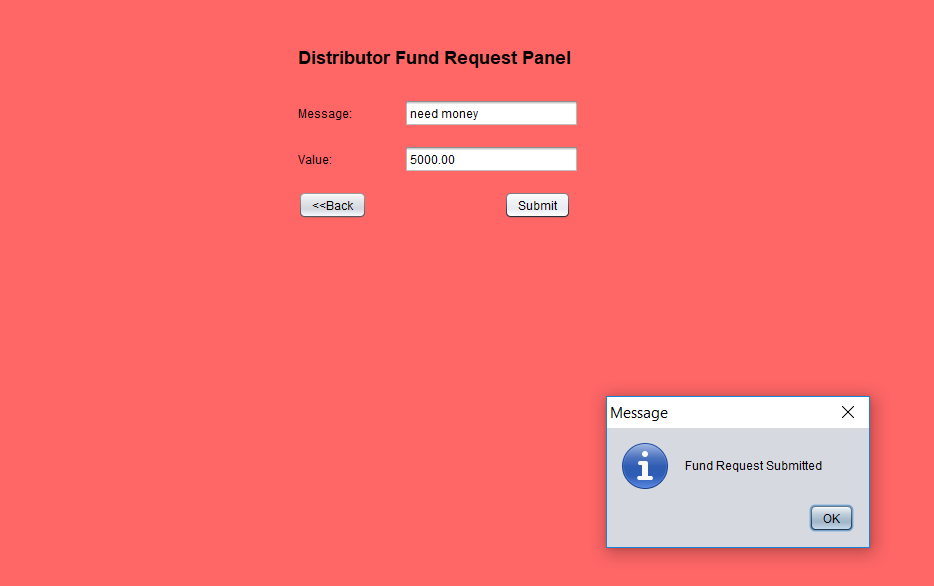 Distributor Fund Request Panel
Message: need money
Value: 5000.00
<<Back Submit
Message
Fund Request Submitted
OK